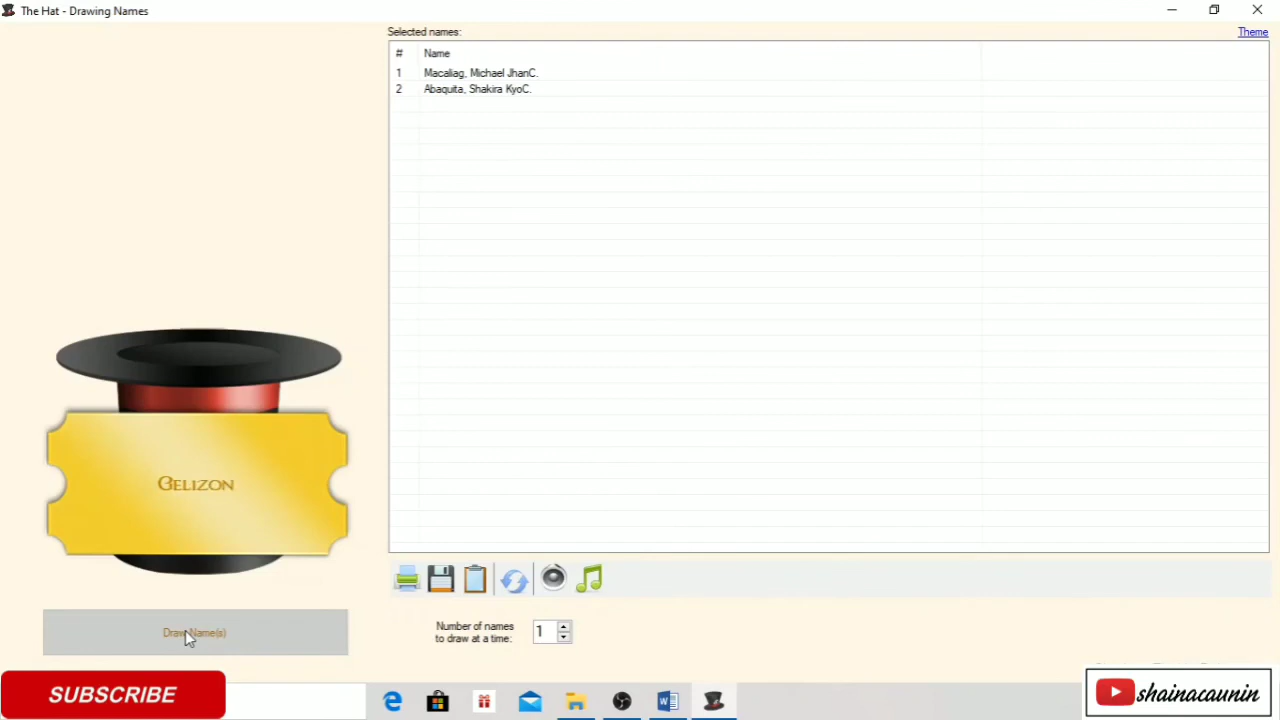 The Hat - Drawing Names
Selected names:
Theme
# Name
1 Macaliag, Michael JhanC.
2 Abaquita, Shakira KyoC.
Belizon
Draw Name(s)
Number of names
to draw at a time:
1
SUBSCRIBE
shainacaunin